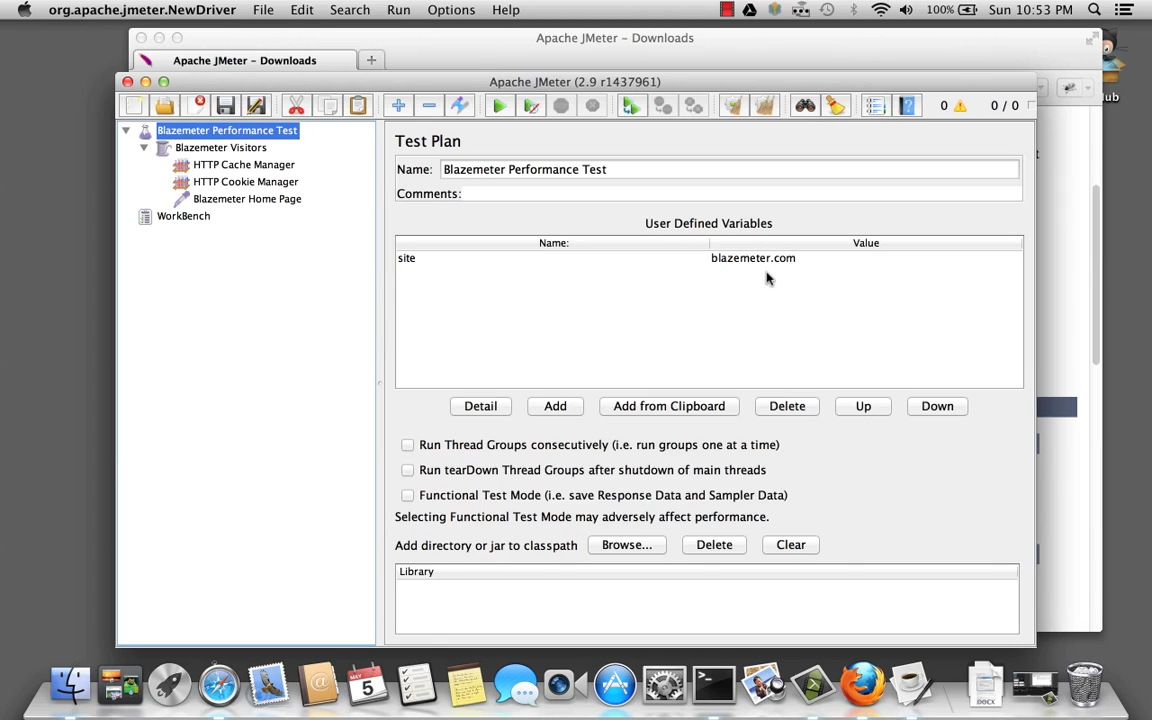 org.apache.jmeter.NewDriver File Edit Search Run Options Help 100% Sun 10:53 PM
Apache JMeter – Downloads
Apache JMeter – Downloads
Apache JMeter (2.9 r1437961)
0 0 / 0
Blazemeter Performance Test
Blazemeter Visitors
HTTP Cache Manager
HTTP Cookie Manager
Blazemeter Home Page
WorkBench
Test Plan
Name: Blazemeter Performance Test
Comments:
User Defined Variables
Name: Value
site blazemeter.com
Detail Add Add from Clipboard Delete Up Down
Run Thread Groups consecutively (i.e. run groups one at a time)
Run tearDown Thread Groups after shutdown of main threads
Functional Test Mode (i.e. save Response Data and Sampler Data)
Selecting Functional Test Mode may adversely affect performance.
Add directory or jar to classpath Browse... Delete Clear
Library
MAY
5
DOCX